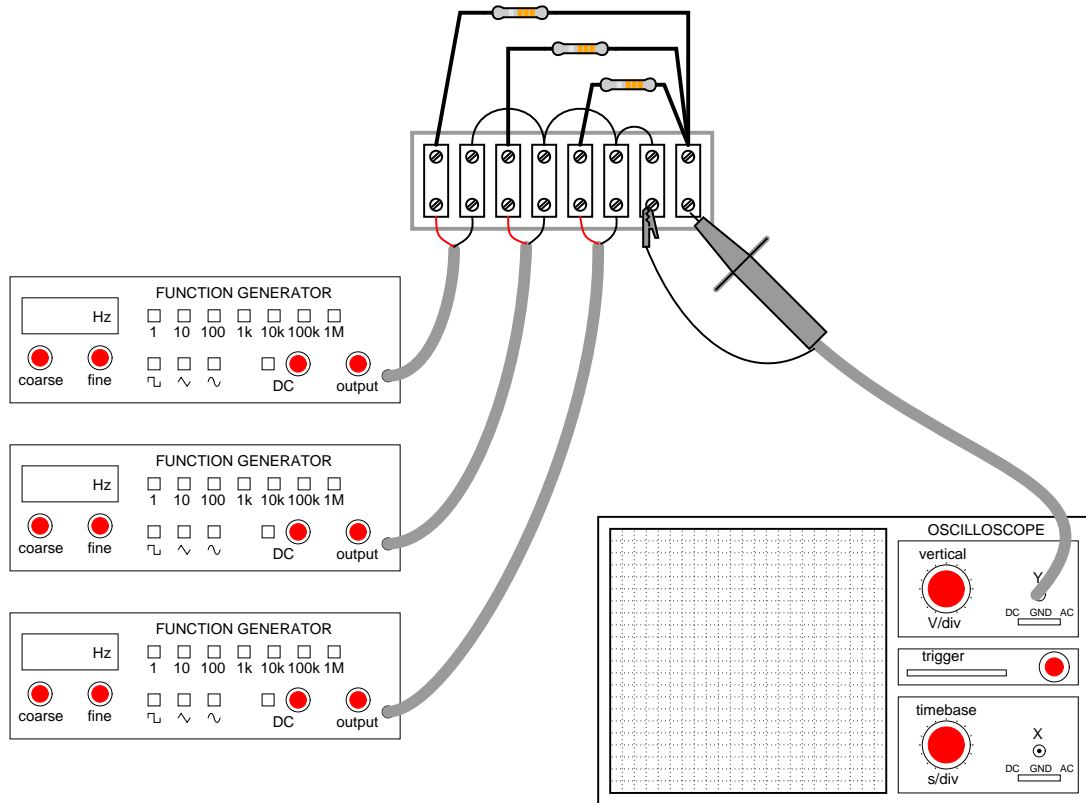 FUNCTION GENERATOR
Hz
1 10 100 1k 10k 100k 1M
coarse fine
DC output
FUNCTION GENERATOR
Hz
1 10 100 1k 10k 100k 1M
coarse fine
DC output
FUNCTION GENERATOR
Hz
1 10 100 1k 10k 100k 1M
coarse fine
DC output
OSCILLOSCOPE
vertical
Y
DC GND AC
V/div
trigger
timebase
X
DC GND AC
s/div